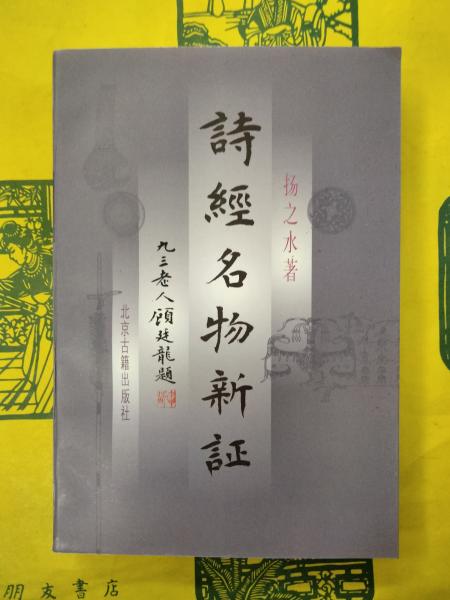 詩經名物新証
扬之水著
九三老人顧廷龍題
北京古籍出版社
朋友書店